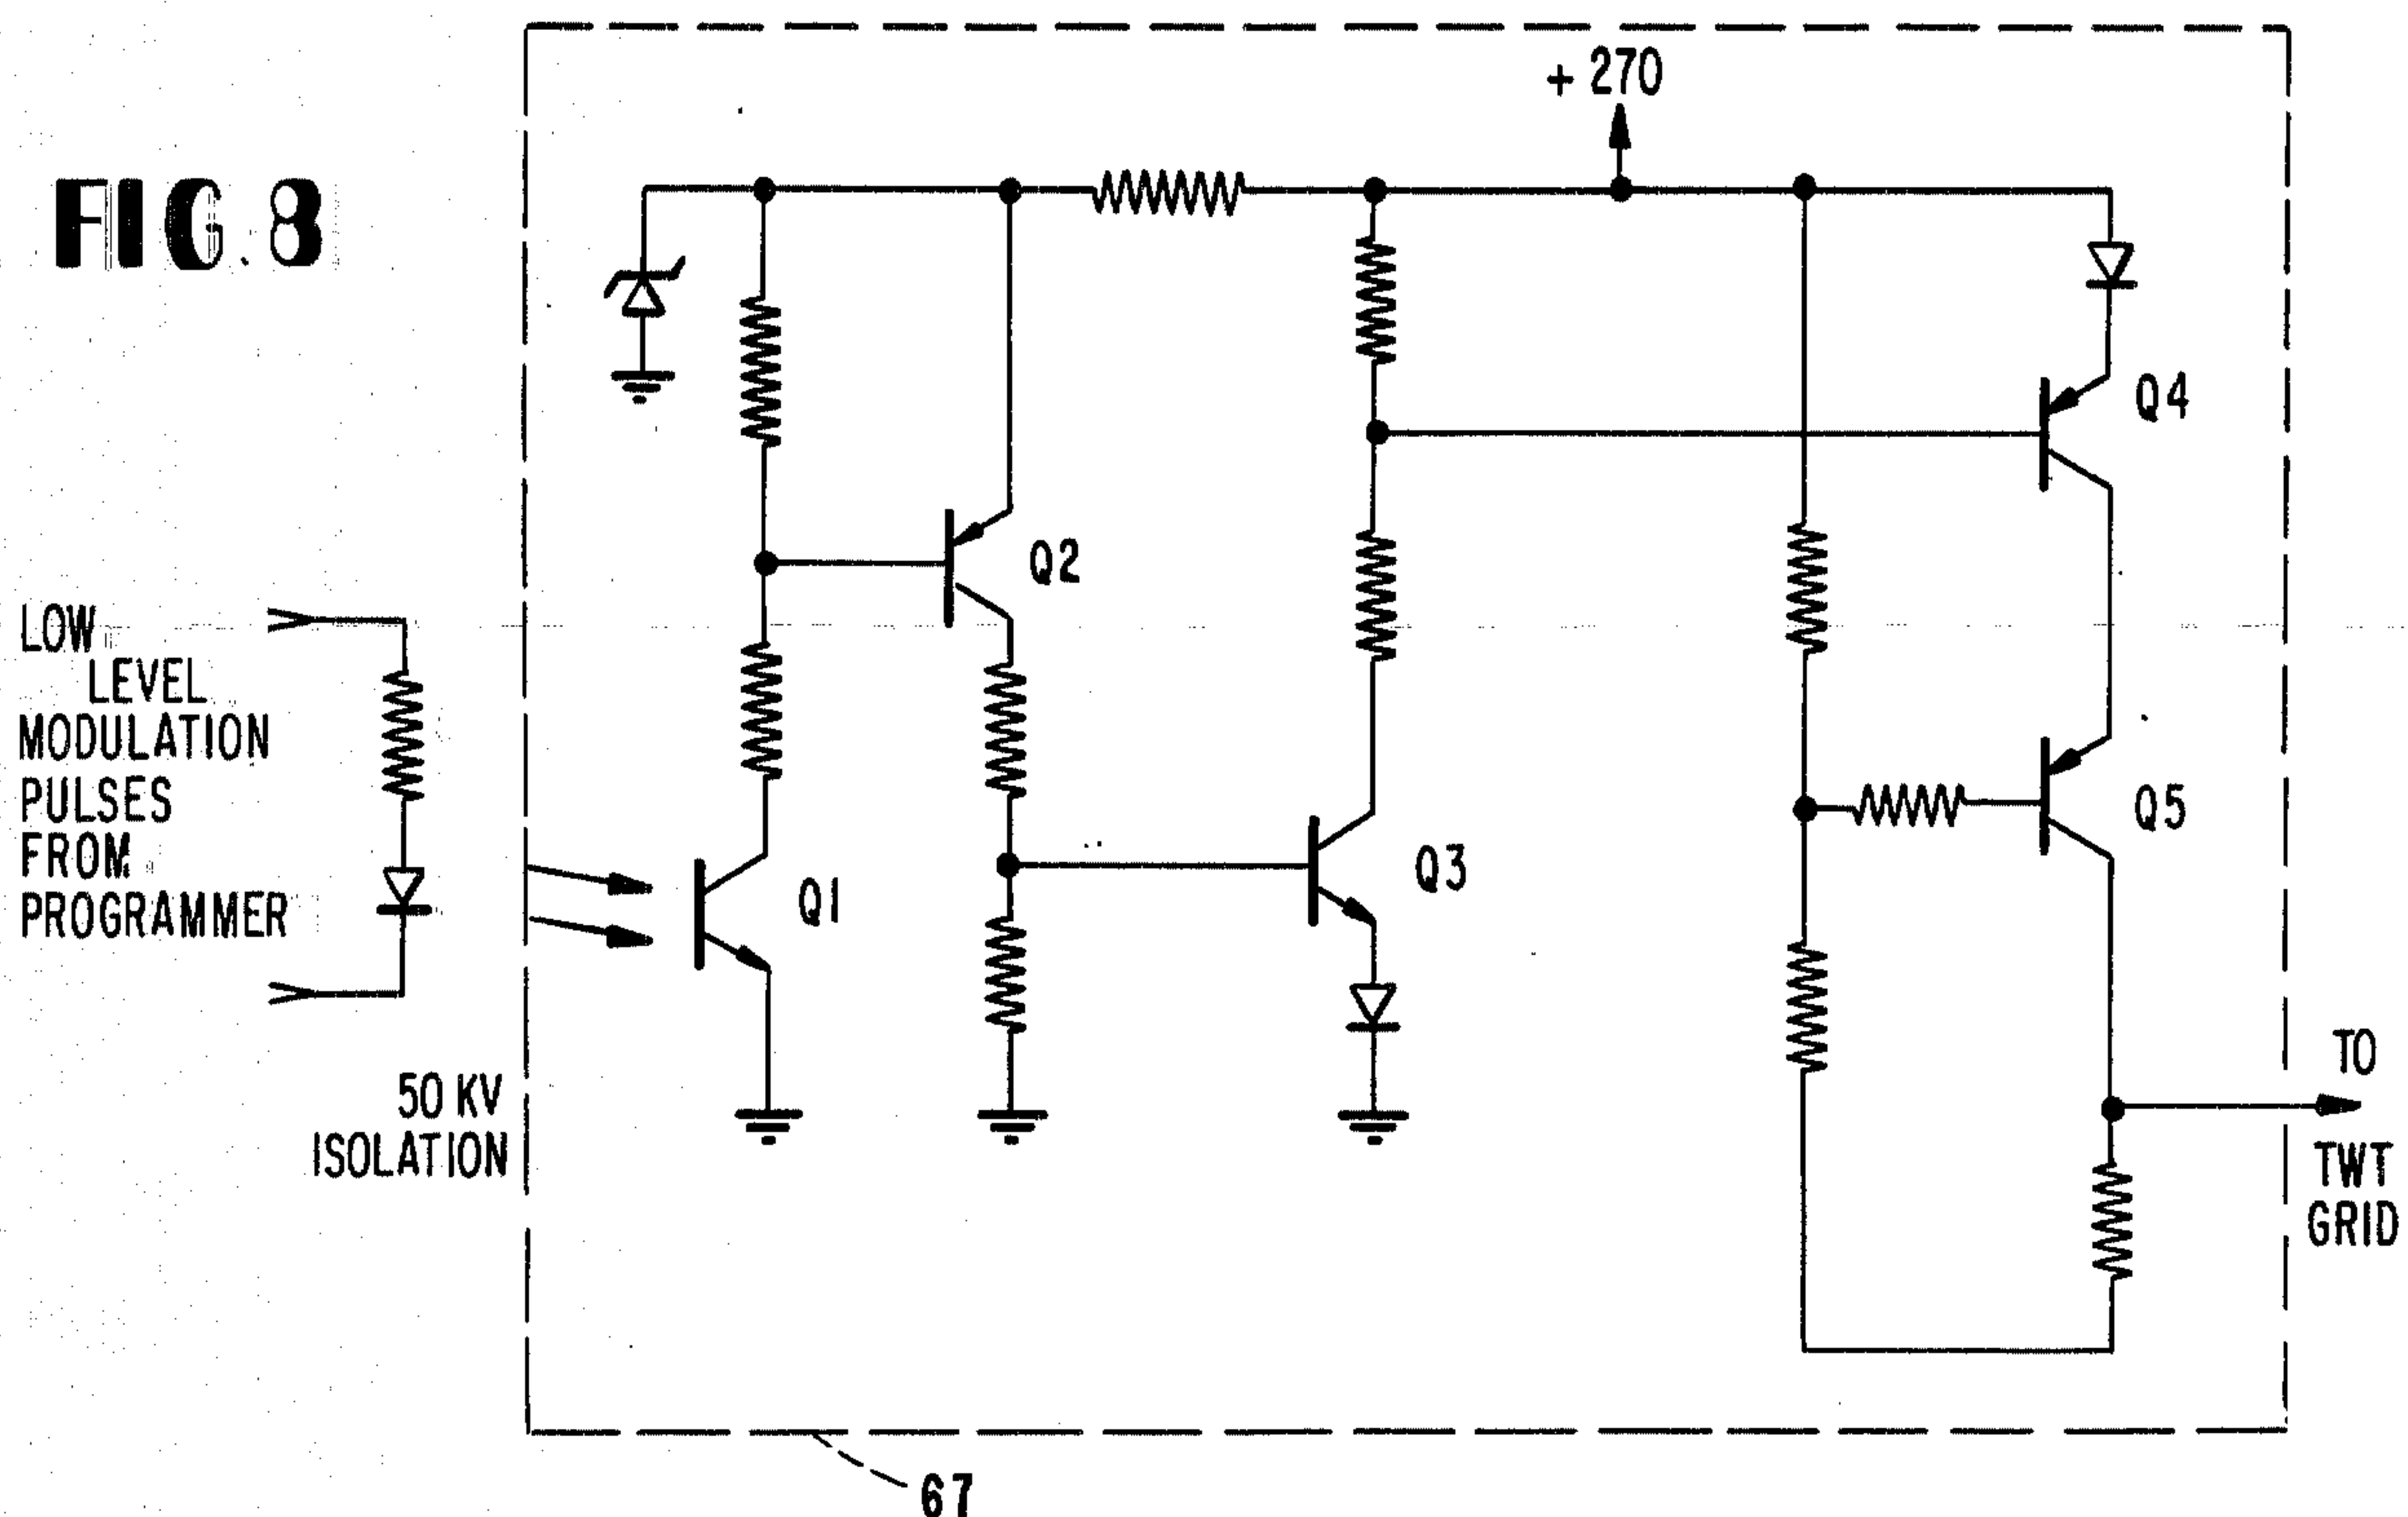 FIG.8
+ 270
Q4
Q2
LOW
LEVEL
MODULATION
PULSES
FROM
PROGRAMMER
Q5
Q3
Q1
50 KV
ISOLATION
TO
TWT
GRID
67